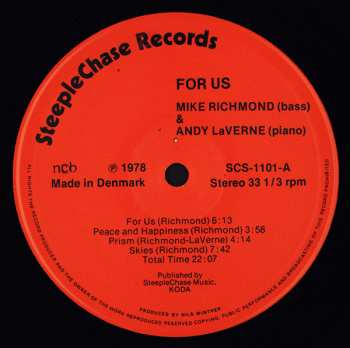 SteepleChase Records
FOR US
MIKE RICHMOND (bass)
&
ANDY LaVERNE (piano)
ncb
℗ 1978
SCS-1101-A
Made in Denmark
Stereo 33 1/3 rpm
For Us (Richmond) 5:13
Peace and Happiness (Richmond) 3:56
Prism (Richmond-LaVerne) 4:14
Skies (Richmond) 7:42
Total Time 22:07
Published by
SteepleChase Music,
KODA
PRODUCED BY NILS WINTHER
ALL RIGHTS THE RECORD PRODUCER AND THE OWNER OF THE WORK REPRODUCED RESERVED COPYING, PUBLIC PERFORMANCE AND BROADCASTING OF THIS RECORD PROHIBITED